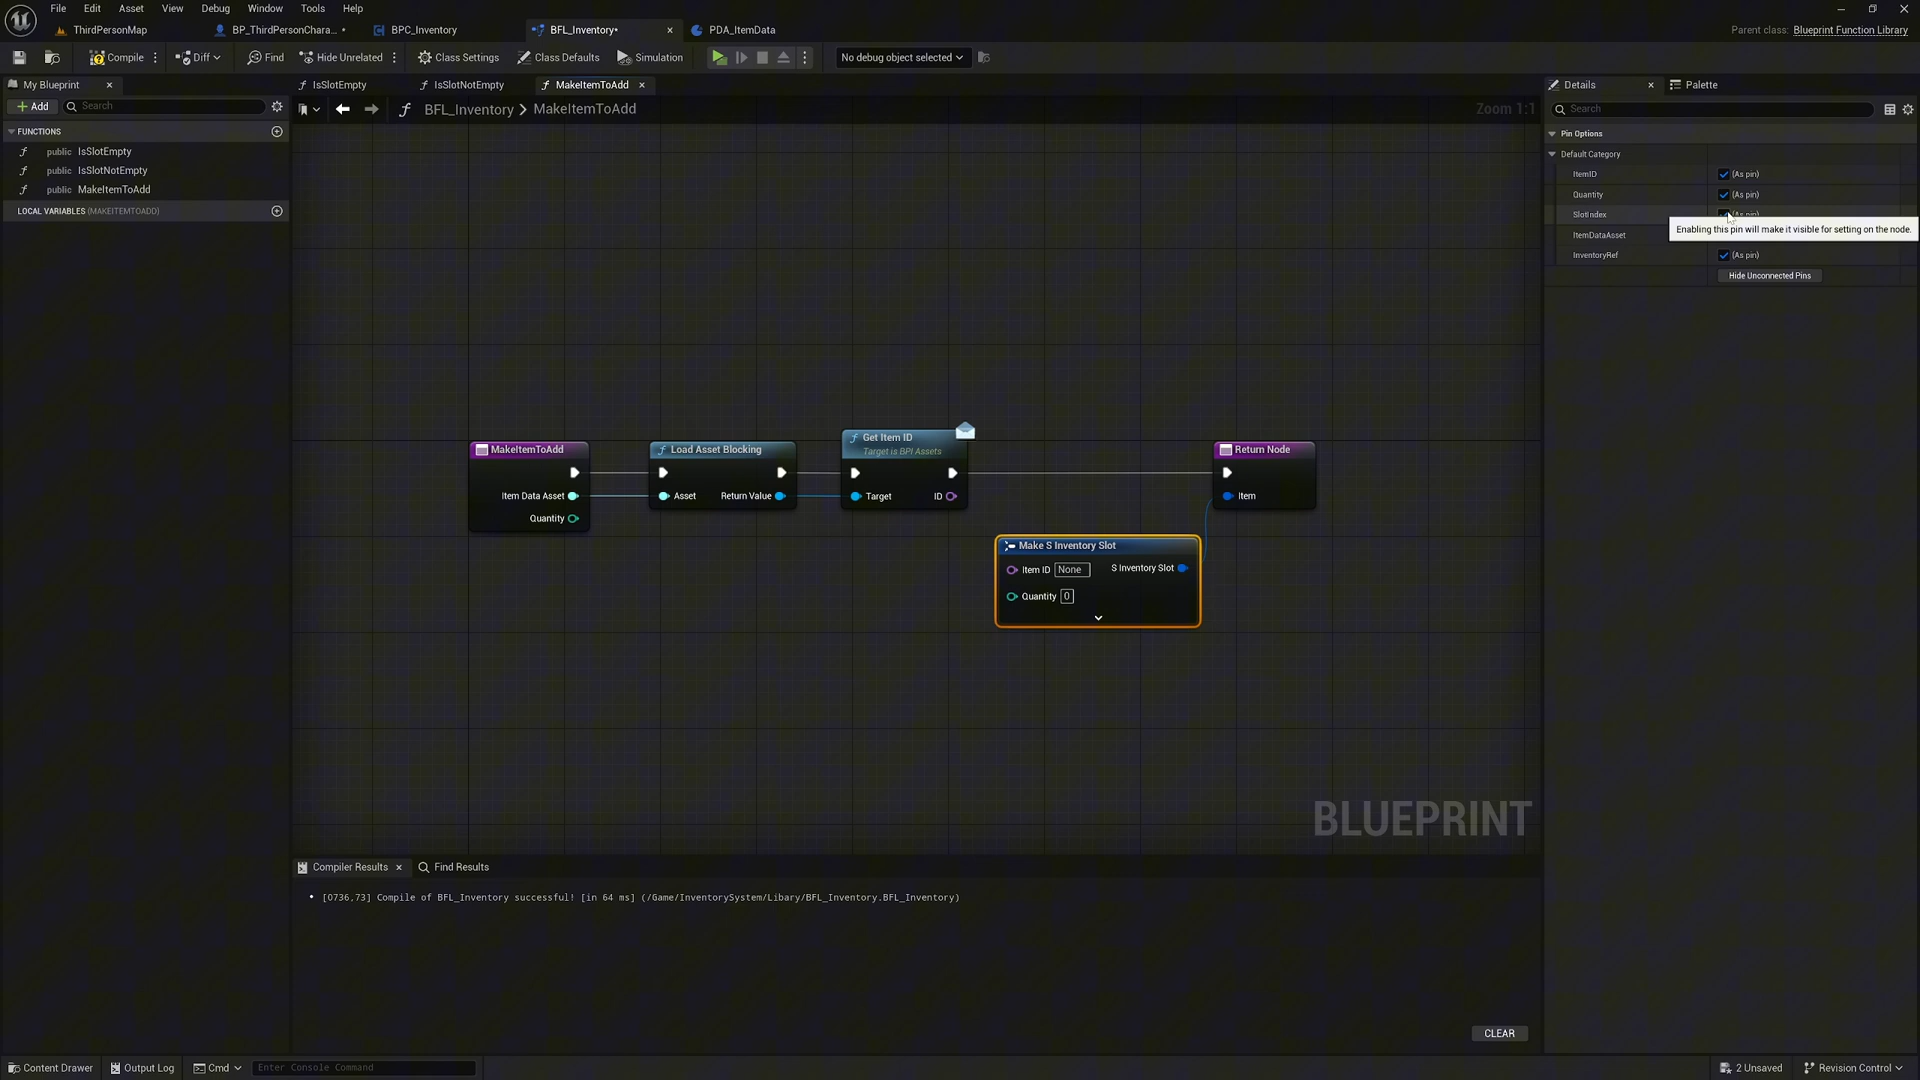 File Edit Asset View Debug Window Tools Help
ThirdPersonMap
BP_ThirdPersonChara... •
BPC_Inventory
BFL_Inventory•
PDA_ItemData
Parent class: Blueprint Function Library
Compile
Diff
Find
Hide Unrelated
Class Settings
Class Defaults
Simulation
No debug object selected
My Blueprint
IsSlotEmpty
IsSlotNotEmpty
MakeItemToAdd
Details
Palette
Add
Search
BFL_Inventory > MakeItemToAdd
Zoom 1:1
Search
FUNCTIONS
public IsSlotEmpty
public IsSlotNotEmpty
public MakeItemToAdd
LOCAL VARIABLES (MAKEITEMTOADD)
Pin Options
Default Category
ItemID (As pin)
Quantity (As pin)
SlotIndex (As pin)
Enabling this pin will make it visible for setting on the node.
ItemDataAsset
InventoryRef (As pin)
Hide Unconnected Pins
MakeItemToAdd
Item Data Asset
Quantity
Load Asset Blocking
Asset Return Value
Get Item ID
Target is BPI Assets
Target ID
Return Node
Item
Make S Inventory Slot
Item ID None S Inventory Slot
Quantity 0
BLUEPRINT
Compiler Results
Find Results
• [0736,73] Compile of BFL_Inventory successful! [in 64 ms] (/Game/InventorySystem/Libary/BFL_Inventory.BFL_Inventory)
CLEAR
Content Drawer
Output Log
Cmd
Enter Console Command
2 Unsaved
Revision Control